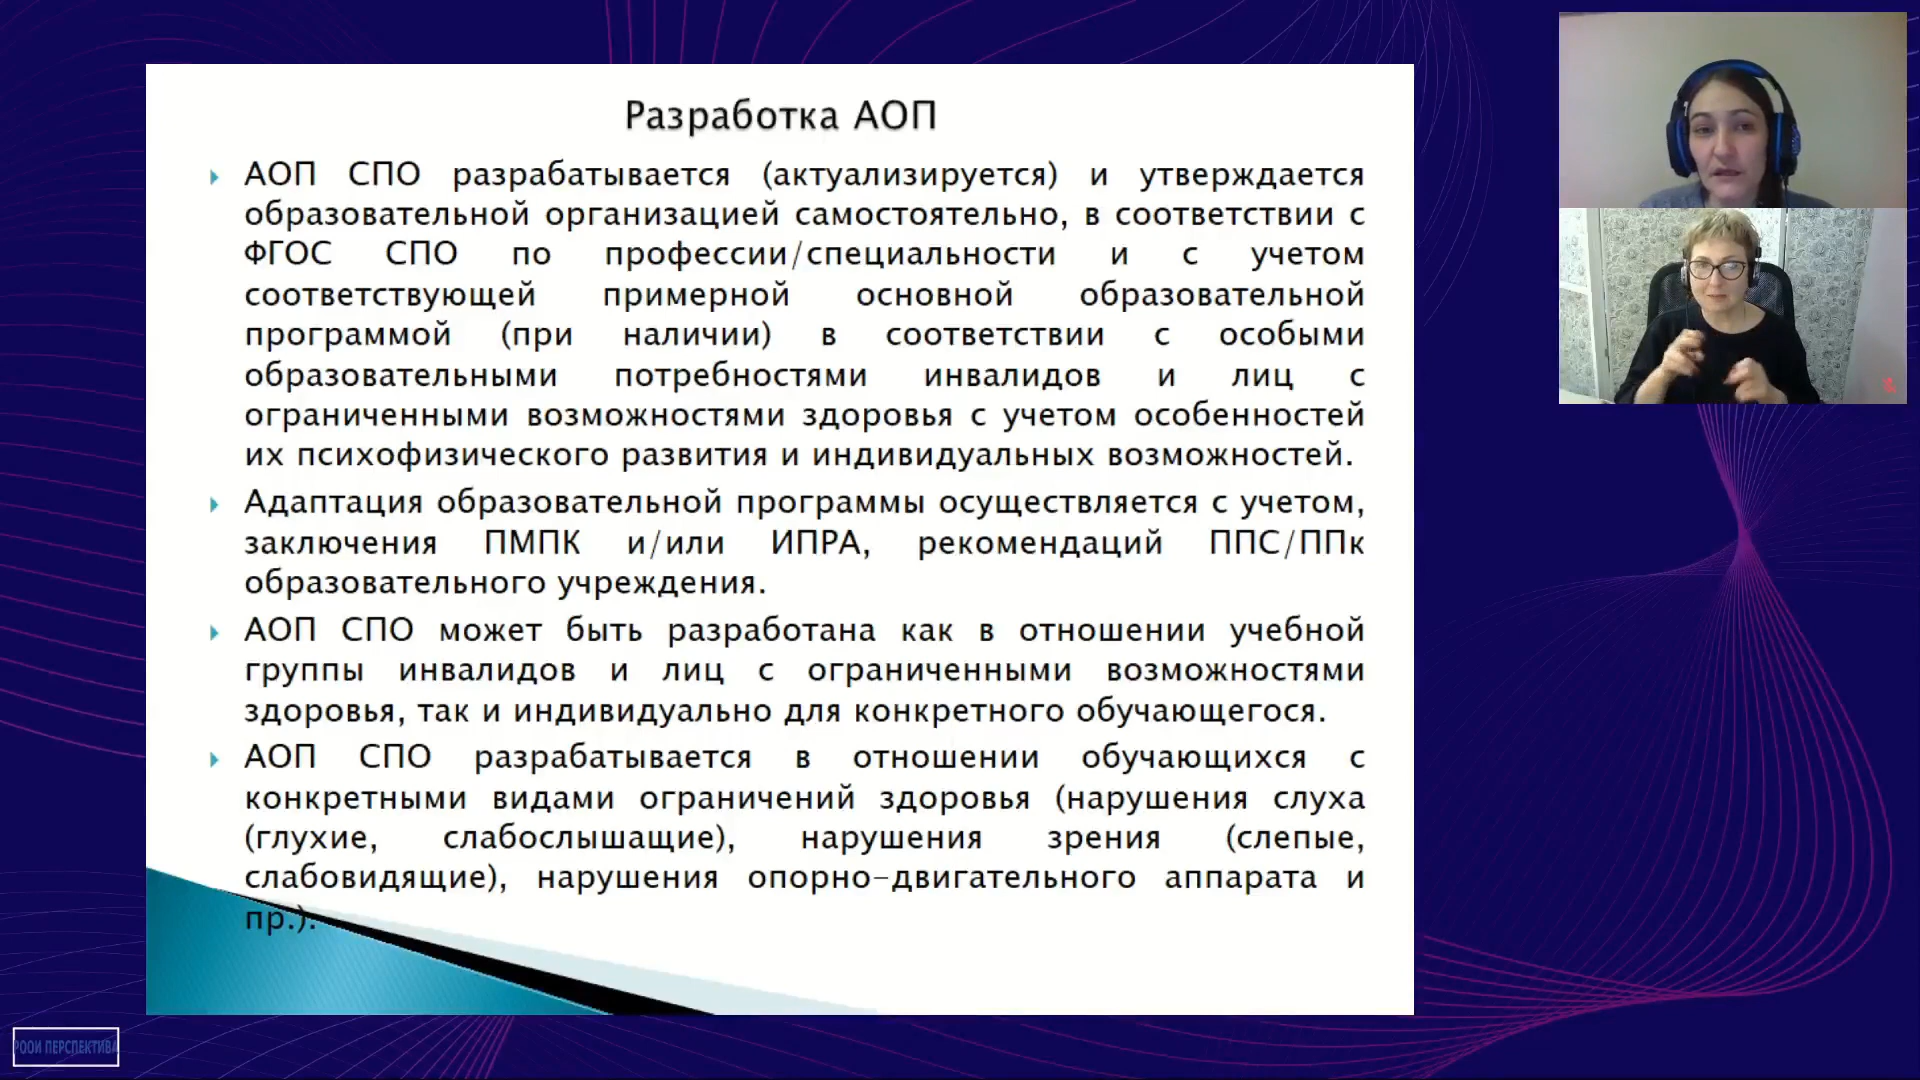 Разработка АОП
АОП СПО разрабатывается (актуализируется) и утверждается
образовательной организацией самостоятельно, в соответствии с
ФГОС СПО по профессии/специальности и с учетом
соответствующей примерной основной образовательной
программой (при наличии) в соответствии с особыми
образовательными потребностями инвалидов и лиц с
ограниченными возможностями здоровья с учетом особенностей
их психофизического развития и индивидуальных возможностей.
Адаптация образовательной программы осуществляется с учетом,
заключения ПМПК и/или ИПРА, рекомендаций ППС/ППк
образовательного учреждения.
АОП СПО может быть разработана как в отношении учебной
группы инвалидов и лиц с ограниченными возможностями
здоровья, так и индивидуально для конкретного обучающегося.
АОП СПО разрабатывается в отношении обучающихся с
конкретными видами ограничений здоровья (нарушения слуха
(глухие, слабослышащие), нарушения зрения (слепые,
слабовидящие), нарушения опорно-двигательного аппарата и
пр.).
РООИ ПЕРСПЕКТИВА